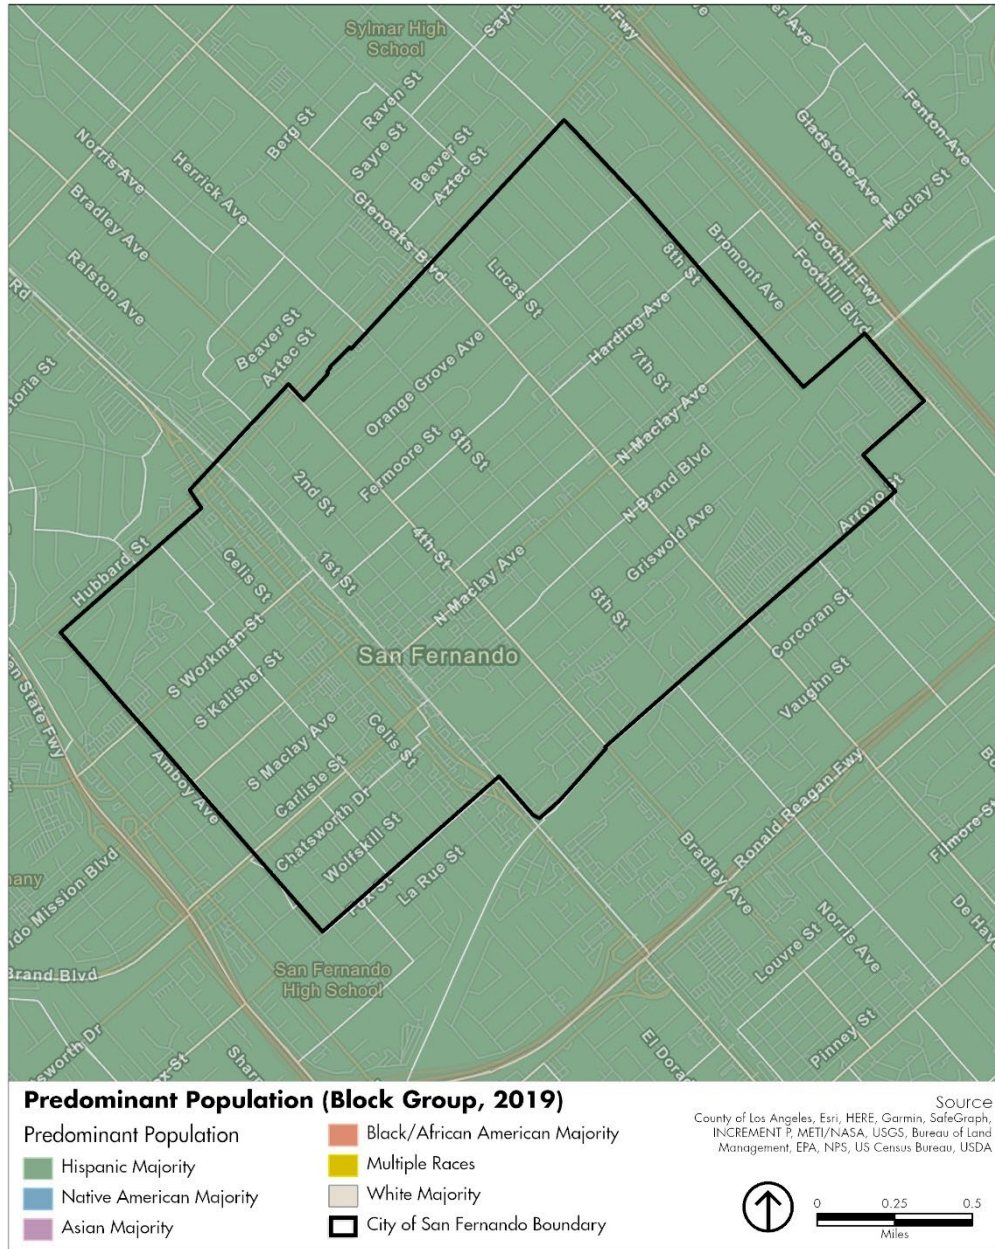 Sylmar High
School
Fenton Ave
Gladstone Ave
Maclay St
Raven St
Berg St
Sayre St
Beaver St
Aztec St
Norris Ave
Herrick Ave
Bradley Ave
Glenoaks Blvd
Ralston Ave
Rd
8th St
Bromont Ave
Foothill Fwy
Foothill Blvd
Lucas St
Beaver St
Aztec St
Harding Ave
Orange Grove Ave
7th St
Fermoore St
5th St
N Maclay Ave
N Brand Blvd
2nd St
Arroyo St
4th St
Griswold Ave
Hubbard St
Celis St
1st St
N Maclay Ave
5th St
Corcoran St
S Workman St
San Fernando
Vaughn St
S Kalisher St
S Maclay Ave
Celis St
Amboy Ave
Carlisle St
Chatsworth Dr
Wolfskill St
Fox St
La Rue St
Ronald Reagan Fwy
Bradley Ave
Filmore St
Norris Ave
Louvre St
Brand Blvd
San Fernando
High School
Pinney St
Predominant Population (Block Group, 2019)
Predominant Population
Hispanic Majority
Native American Majority
Asian Majority
Black/African American Majority
Multiple Races
White Majority
City of San Fernando Boundary
Source
County of Los Angeles, Esri, HERE, Garmin, SafeGraph,
INCREMENT P, METI/NASA, USGS, Bureau of Land
Management, EPA, NPS, US Census Bureau, USDA
0 0.25 0.5
Miles